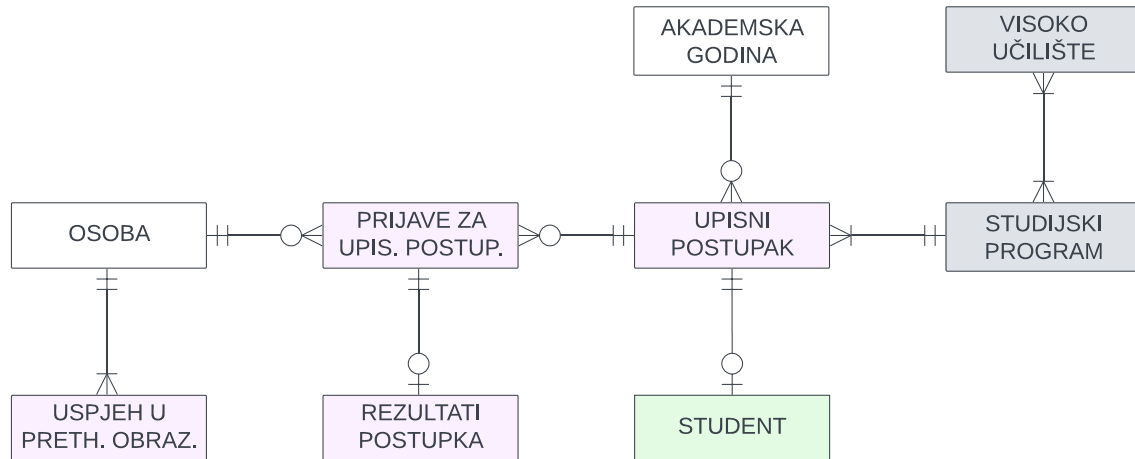 AKADEMSKA
GODINA
VISOKO
UČILIŠTE
OSOBA
PRIJAVE ZA
UPIS. POSTUP.
UPISNI
POSTUPAK
STUDIJSKI
PROGRAM
USPJEH U
PRETH. OBRAZ.
REZULTATI
POSTUPKA
STUDENT